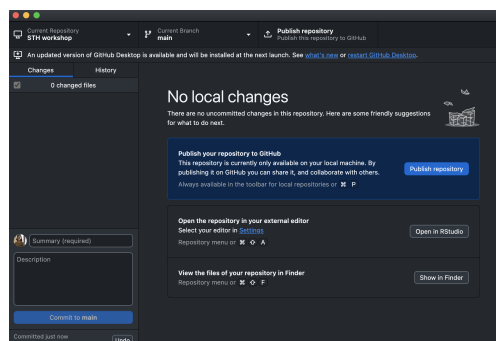 Current Repository
STH workshop
Current Branch
main
Publish repository
Publish this repository to GitHub
An updated version of GitHub Desktop is available and will be installed at the next launch. See what's new or restart GitHub Desktop.
Changes
History
0 changed files
No local changes
There are no uncommitted changes in this repository. Here are some friendly suggestions
for what to do next.
Publish your repository to GitHub
This repository is currently only available on your local machine. By
publishing it on GitHub you can share it, and collaborate with others.
Always available in the toolbar for local repositories or ⌘ P
Publish repository
Open the repository in your external editor
Select your editor in Settings
Repository menu or ⌘ ⇧ A
Open in RStudio
View the files of your repository in Finder
Repository menu or ⌘ ⇧ F
Show in Finder
Summary (required)
Description
Commit to main
Committed just now
Undo